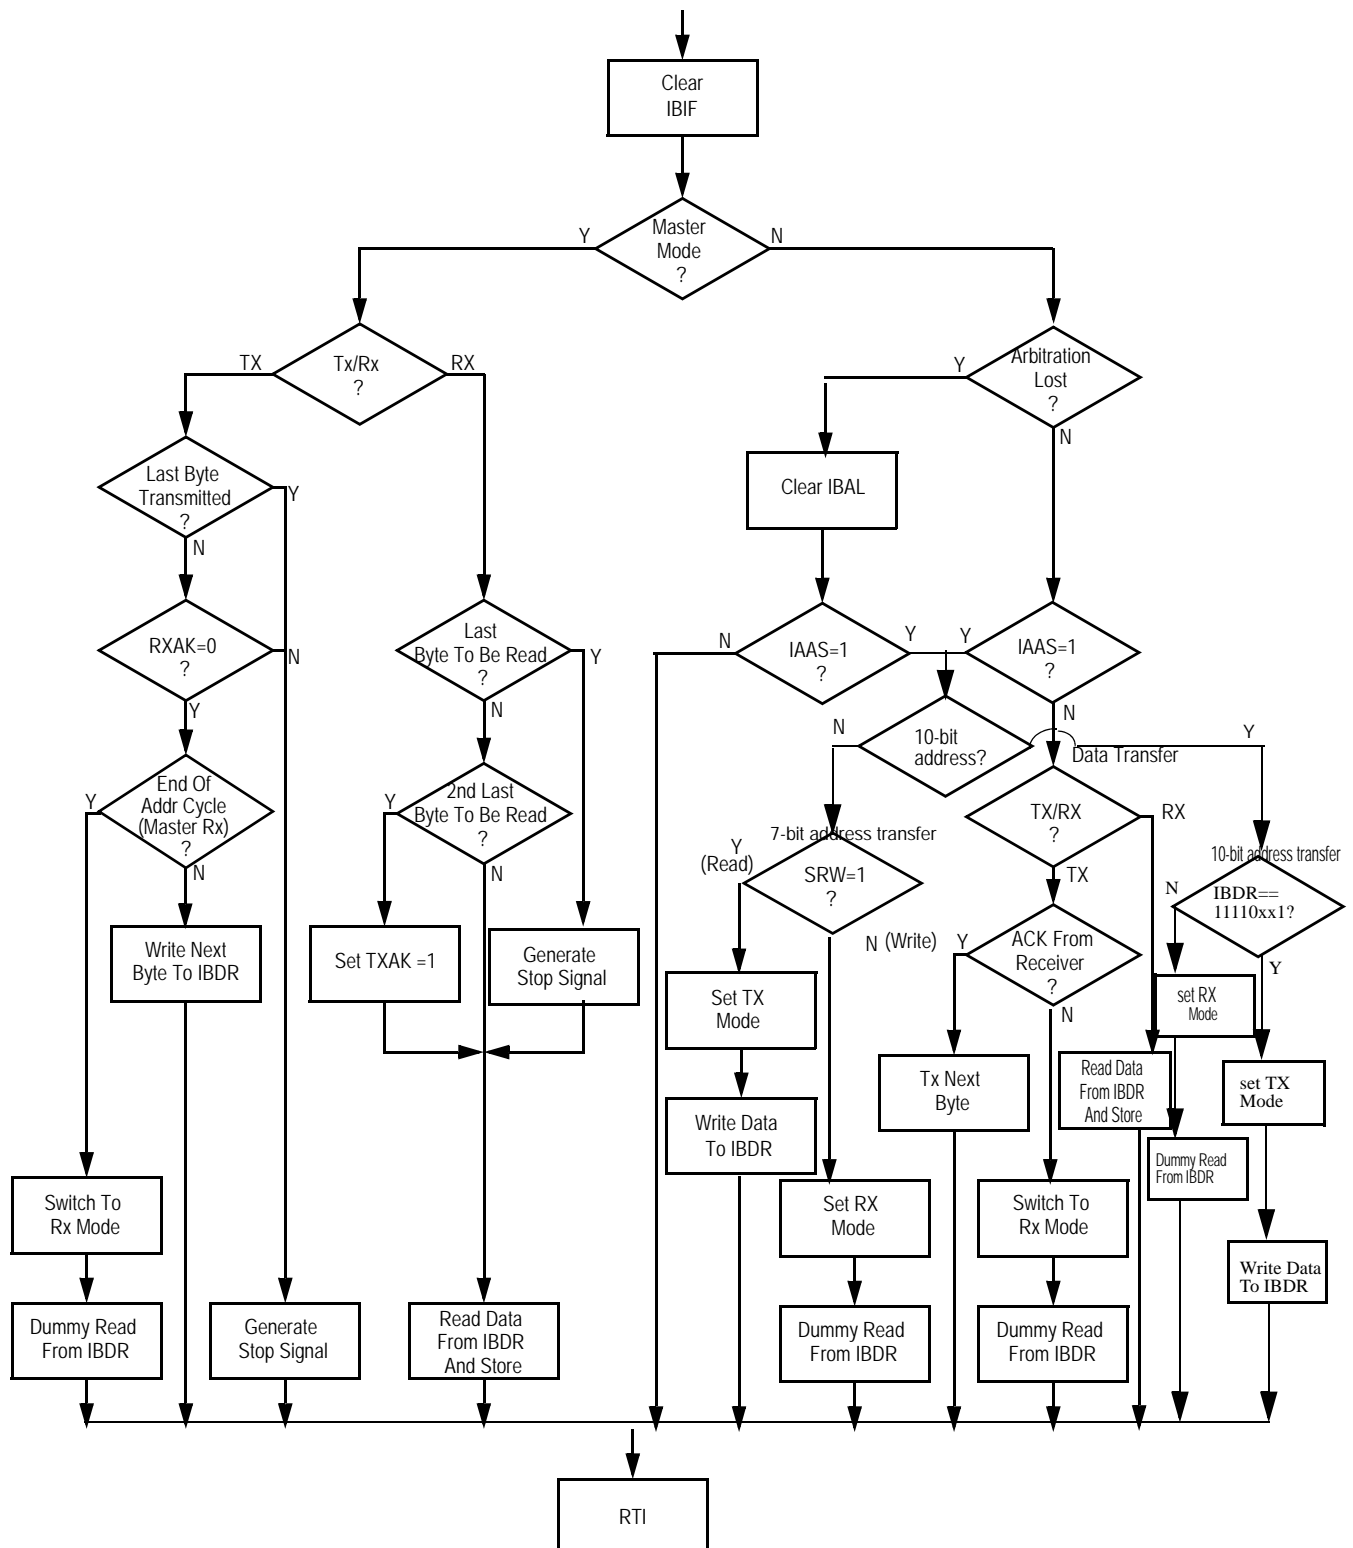 Clear
IBIF
Master
Mode
?
Y
N
Tx/Rx
?
TX
RX
Arbitration
Lost
?
Y
N
Last Byte
Transmitted
?
Y
N
Clear IBAL
RXAK=0
?
N
Y
Last
Byte To Be Read
?
Y
N
IAAS=1
?
N
Y
IAAS=1
?
Y
N
10-bit
address?
N
Y
Data Transfer
End Of
Addr Cycle
(Master Rx)
?
Y
N
2nd Last
Byte To Be Read
?
Y
N
TX/RX
?
RX
TX
7-bit address transfer
SRW=1
?
Y
(Read)
N (Write)
10-bit address transfer
IBDR==
11110xx1?
N
Y
Write Next
Byte To IBDR
Set TXAK =1
Generate
Stop Signal
ACK From
Receiver
?
Y
N
Set TX
Mode
set RX
Mode
Tx Next
Byte
Read Data
From IBDR
And Store
set TX
Mode
Write Data
To IBDR
Dummy Read
From IBDR
Switch To
Rx Mode
Set RX
Mode
Switch To
Rx Mode
Write Data
To IBDR
Dummy Read
From IBDR
Generate
Stop Signal
Read Data
From IBDR
And Store
Dummy Read
From IBDR
Dummy Read
From IBDR
RTI